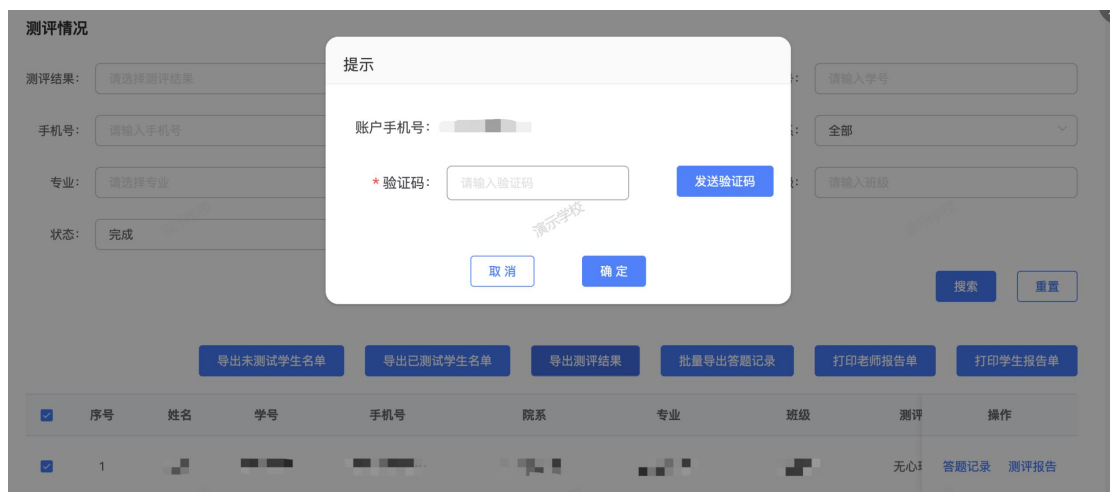 测评情况
提示
测评结果： 请选择测评结果 请输入学号
手机号： 请输入手机号 账户手机号： 全部
专业： 请选择专业 *验证码： 请输入验证码 发送验证码 请输入班级
演示学校
状态： 完成
取 消 确 定
搜索 重置
导出未测试学生名单 导出已测试学生名单 导出测评结果 批量导出答题记录 打印老师报告单 打印学生报告单
序号 姓名 学号 手机号 院系 专业 班级 测评 操作
1 无心理 答题记录 测评报告